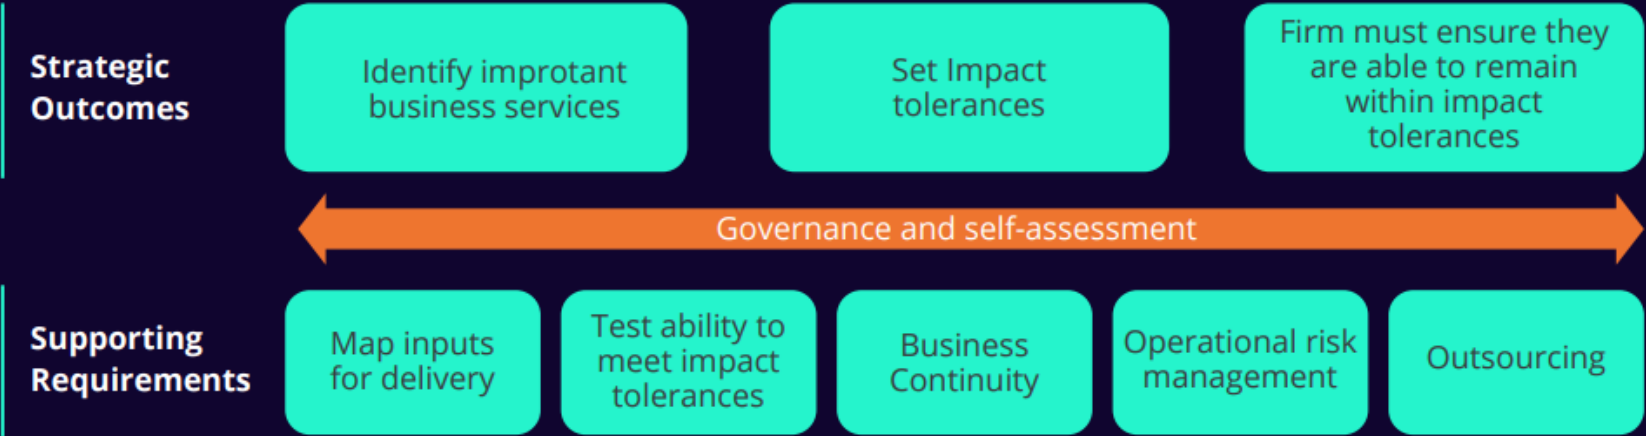 Strategic
Outcomes
Identify improtant
business services
Set Impact
tolerances
Firm must ensure they
are able to remain
within impact
tolerances
Governance and self-assessment
Supporting
Requirements
Map inputs
for delivery
Test ability to
meet impact
tolerances
Business
Continuity
Operational risk
management
Outsourcing